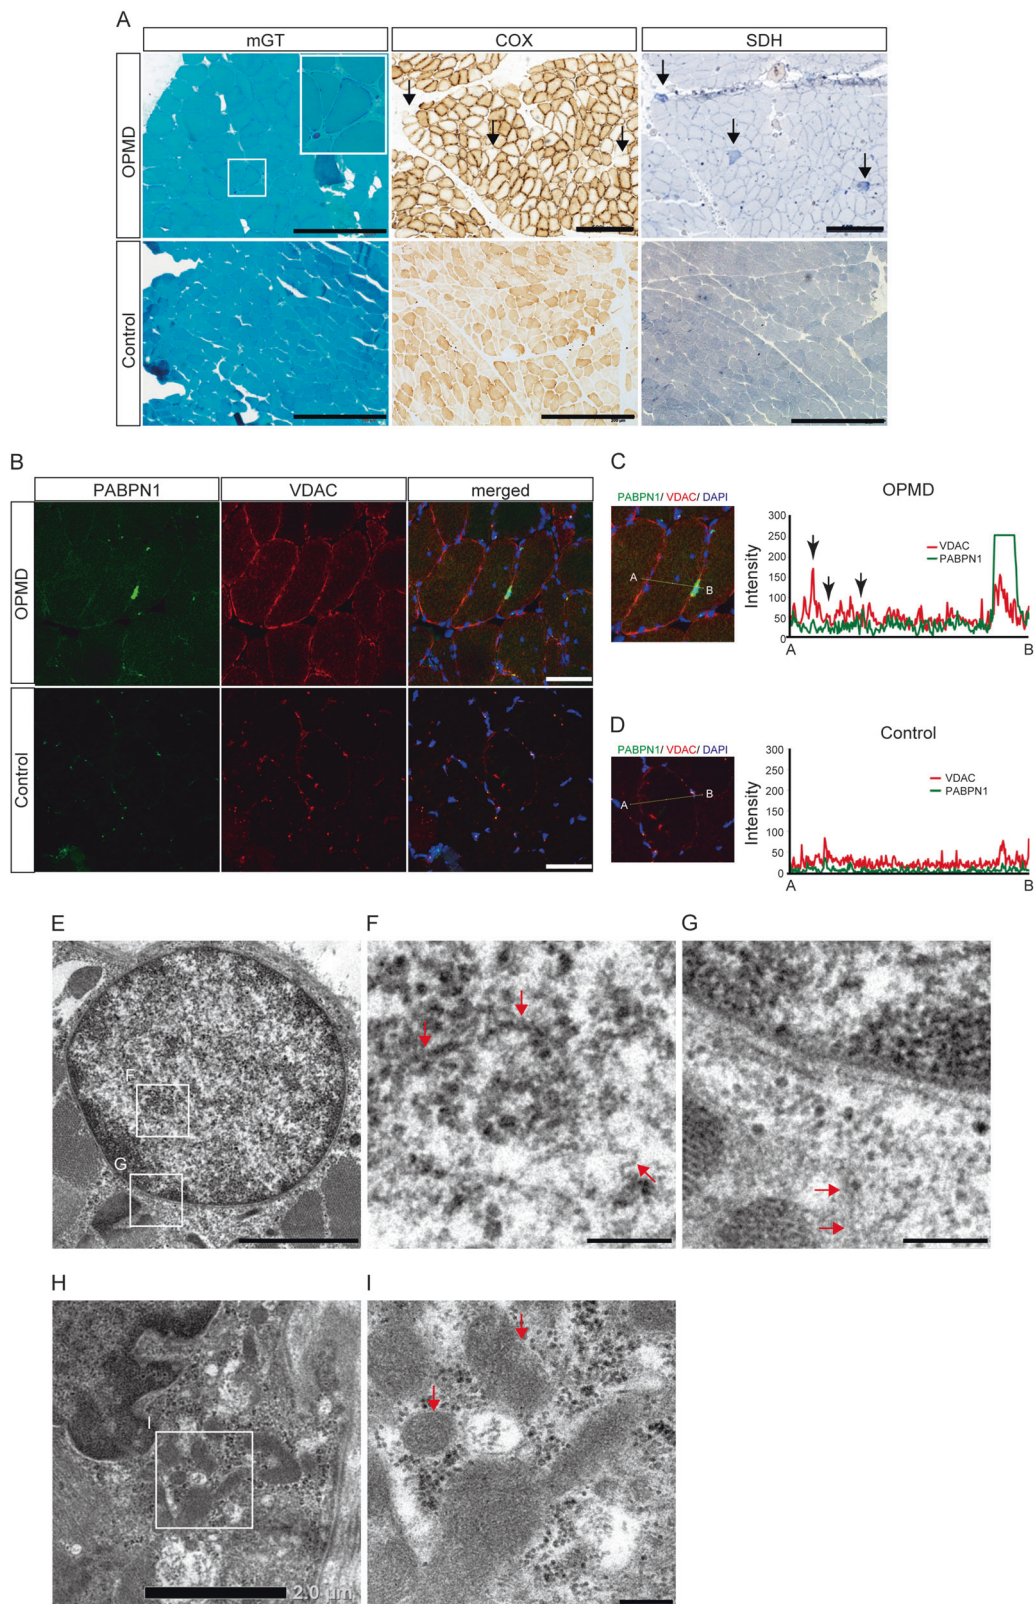 A
mGT
COX
SDH
OPMD
Control
B
PABPN1
VDAC
merged
OPMD
Control
C
PABPN1/ VDAC/ DAPI
A
B
OPMD
Intensity
300
250
200
150
100
50
0
VDAC
PABPN1
A
B
D
PABPN1/ VDAC/ DAPI
A
B
Control
Intensity
300
250
200
150
100
50
0
VDAC
PABPN1
A
B
E
F
G
F
G
H
I
I
2.0 µm